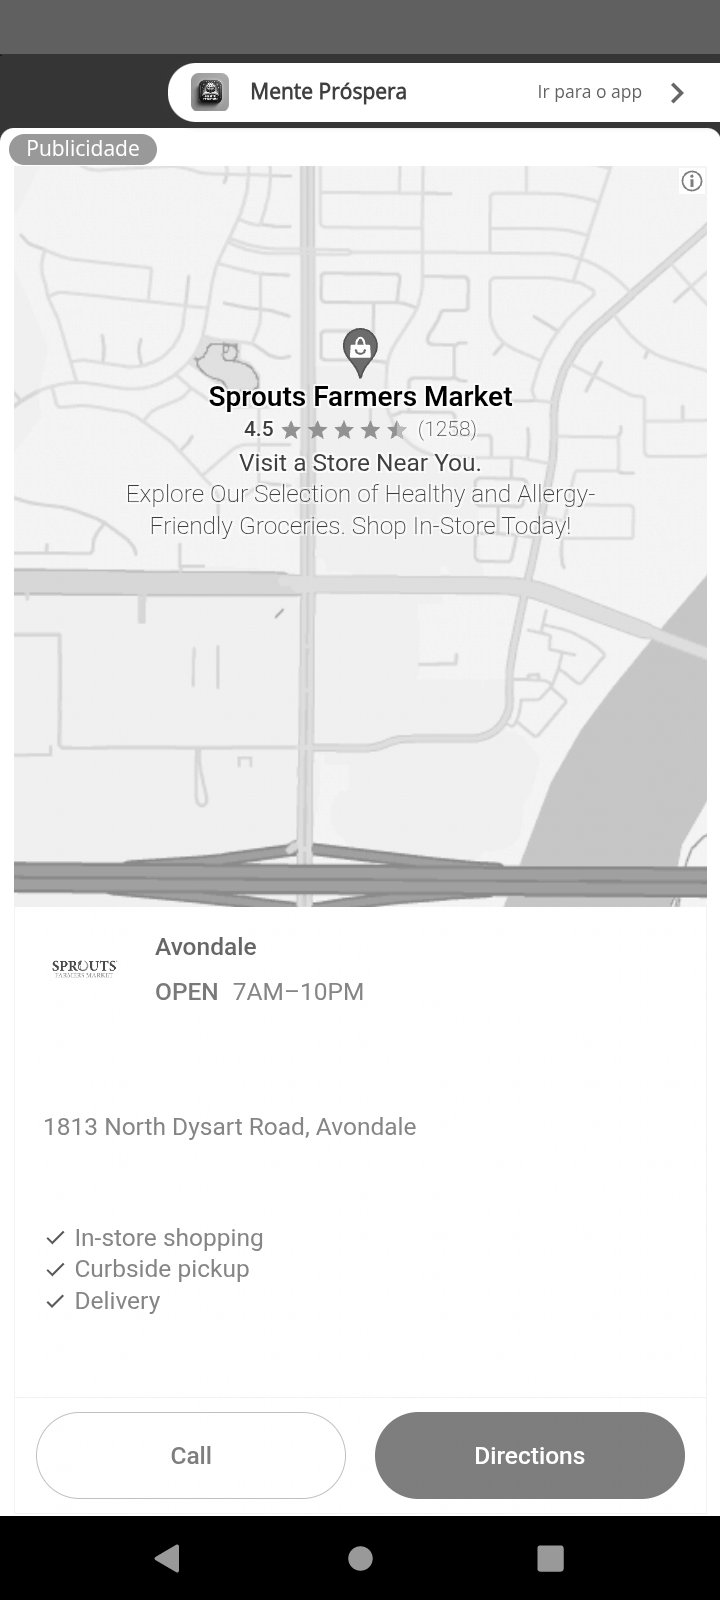 Mente Próspera
Ir para o app
Publicidade
Sprouts Farmers Market
4.5 (1258)
Visit a Store Near You.
Explore Our Selection of Healthy and Allergy-
Friendly Groceries. Shop In-Store Today!
SPROUTS
FARMERS MARKET
Avondale
OPEN 7AM–10PM
1813 North Dysart Road, Avondale
In-store shopping
Curbside pickup
Delivery
Call
Directions